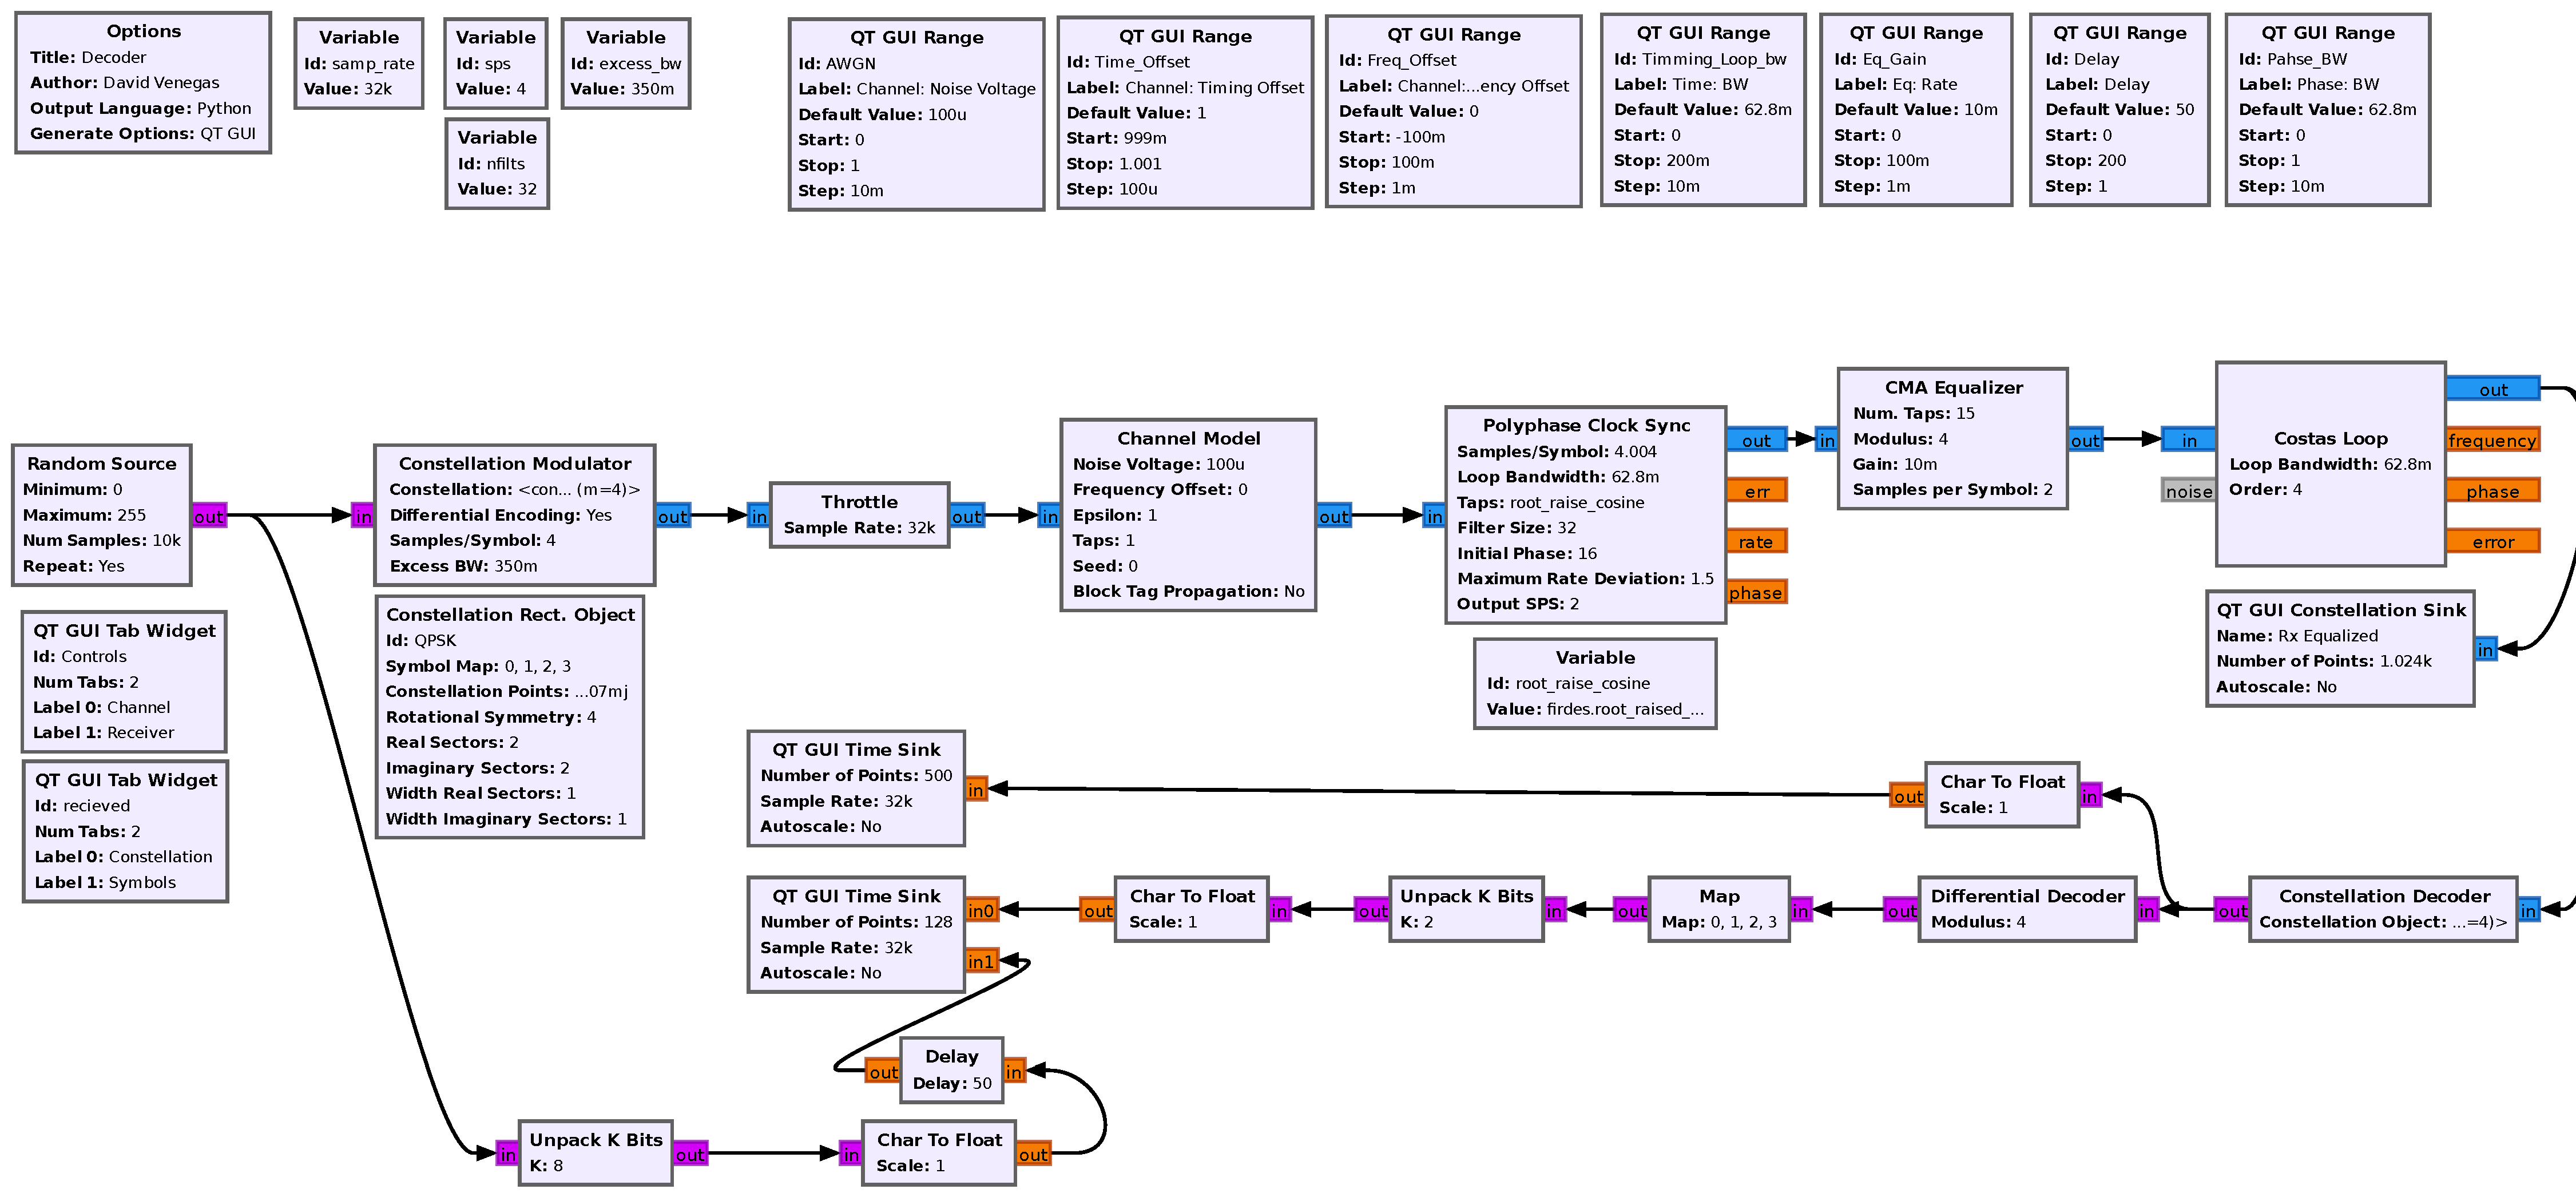 Options
Title: Decoder
Author: David Venegas
Output Language: Python
Generate Options: QT GUI
Variable
Id: samp_rate
Value: 32k
Variable
Id: sps
Value: 4
Variable
Id: excess_bw
Value: 350m
Variable
Id: nfilts
Value: 32
QT GUI Range
Id: AWGN
Label: Channel: Noise Voltage
Default Value: 100u
Start: 0
Stop: 1
Step: 10m
QT GUI Range
Id: Time_Offset
Label: Channel: Timing Offset
Default Value: 1
Start: 999m
Stop: 1.001
Step: 100u
QT GUI Range
Id: Freq_Offset
Label: Channel:...ency Offset
Default Value: 0
Start: -100m
Stop: 100m
Step: 1m
QT GUI Range
Id: Timming_Loop_bw
Label: Time: BW
Default Value: 62.8m
Start: 0
Stop: 200m
Step: 10m
QT GUI Range
Id: Eq_Gain
Label: Eq: Rate
Default Value: 10m
Start: 0
Stop: 100m
Step: 1m
QT GUI Range
Id: Delay
Label: Delay
Default Value: 50
Start: 0
Stop: 200
Step: 1
QT GUI Range
Id: Pahse_BW
Label: Phase: BW
Default Value: 62.8m
Start: 0
Stop: 1
Step: 10m
Random Source
Minimum: 0
Maximum: 255
Num Samples: 10k
Repeat: Yes
out
in
Constellation Modulator
Constellation: <con... (m=4)>
Differential Encoding: Yes
Samples/Symbol: 4
Excess BW: 350m
out
in
Throttle
Sample Rate: 32k
out
in
Channel Model
Noise Voltage: 100u
Frequency Offset: 0
Epsilon: 1
Taps: 1
Seed: 0
Block Tag Propagation: No
out
in
Polyphase Clock Sync
Samples/Symbol: 4.004
Loop Bandwidth: 62.8m
Taps: root_raise_cosine
Filter Size: 32
Initial Phase: 16
Maximum Rate Deviation: 1.5
Output SPS: 2
out
err
rate
phase
in
CMA Equalizer
Num. Taps: 15
Modulus: 4
Gain: 10m
Samples per Symbol: 2
out
in
noise
Costas Loop
Loop Bandwidth: 62.8m
Order: 4
out
frequency
phase
error
QT GUI Tab Widget
Id: Controls
Num Tabs: 2
Label 0: Channel
Label 1: Receiver
QT GUI Tab Widget
Id: recieved
Num Tabs: 2
Label 0: Constellation
Label 1: Symbols
Constellation Rect. Object
Id: QPSK
Symbol Map: 0, 1, 2, 3
Constellation Points: ...07mj
Rotational Symmetry: 4
Real Sectors: 2
Imaginary Sectors: 2
Width Real Sectors: 1
Width Imaginary Sectors: 1
Variable
Id: root_raise_cosine
Value: firdes.root_raised_...
QT GUI Constellation Sink
Name: Rx Equalized
Number of Points: 1.024k
Autoscale: No
in
QT GUI Time Sink
Number of Points: 500
Sample Rate: 32k
Autoscale: No
in
out
Char To Float
Scale: 1
in
QT GUI Time Sink
Number of Points: 128
Sample Rate: 32k
Autoscale: No
in0
in1
out
Char To Float
Scale: 1
in
out
Unpack K Bits
K: 2
in
out
Map
Map: 0, 1, 2, 3
in
out
Differential Decoder
Modulus: 4
in
out
Constellation Decoder
Constellation Object: ...=4)>
in
out
Delay
Delay: 50
in
in
Unpack K Bits
K: 8
out
in
Char To Float
Scale: 1
out